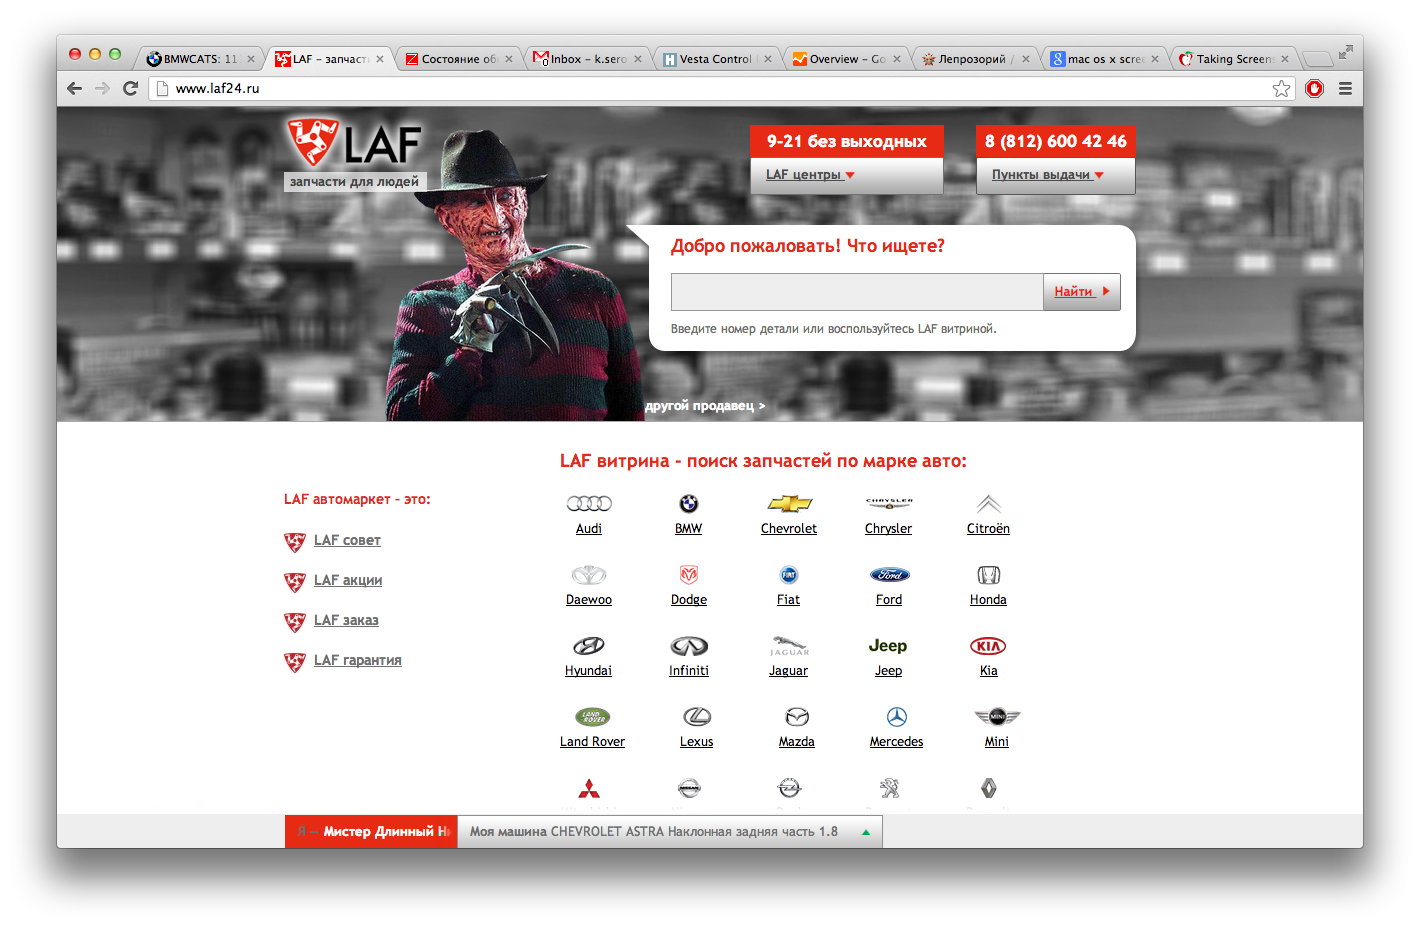 BMWCATS: 11
LAF – запчаст
Состояние об
Inbox – k.sero
Vesta Control
Overview – Go
Лепрозорий /
mac os x scre
Taking Screen
www.laf24.ru
LAF
запчасти для людей
9-21 без выходных
LAF центры
8 (812) 600 42 46
Пункты выдачи
Добро пожаловать! Что ищете?
Найти
Введите номер детали или воспользуйтесь LAF витриной.
другой продавец >
LAF витрина - поиск запчастей по марке авто:
LAF автомаркет – это:
LAF совет
LAF акции
LAF заказ
LAF гарантия
CHRYSLER
Audi BMW Chevrolet Chrysler Citroën
FIAT Ford
Daewoo Dodge Fiat Ford Honda
JAGUAR Jeep KIA
Hyundai Infiniti Jaguar Jeep Kia
LAND ROVER MINI
Land Rover Lexus Mazda Mercedes Mini
NISSAN
Я — Мистер Длинный Н
Моя машина CHEVROLET ASTRA Наклонная задняя часть 1.8